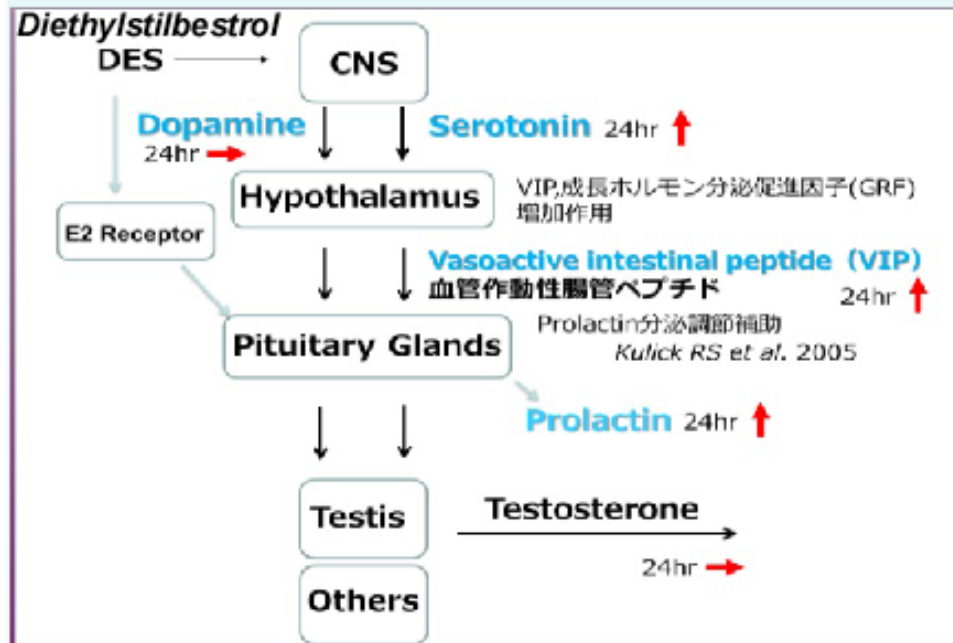 Diethylstilbestrol
DES
CNS
Dopamine
24hr
Serotonin 24hr
Hypothalamus
VIP,成長ホルモン分泌促進因子(GRF)
増加作用
E2 Receptor
Vasoactive intestinal peptide（VIP）
血管作動性腸管ペプチド
24hr
Pituitary Glands
Prolactin分泌調節補助
Kulick RS et al. 2005
Prolactin 24hr
Testis
Testosterone
24hr
Others